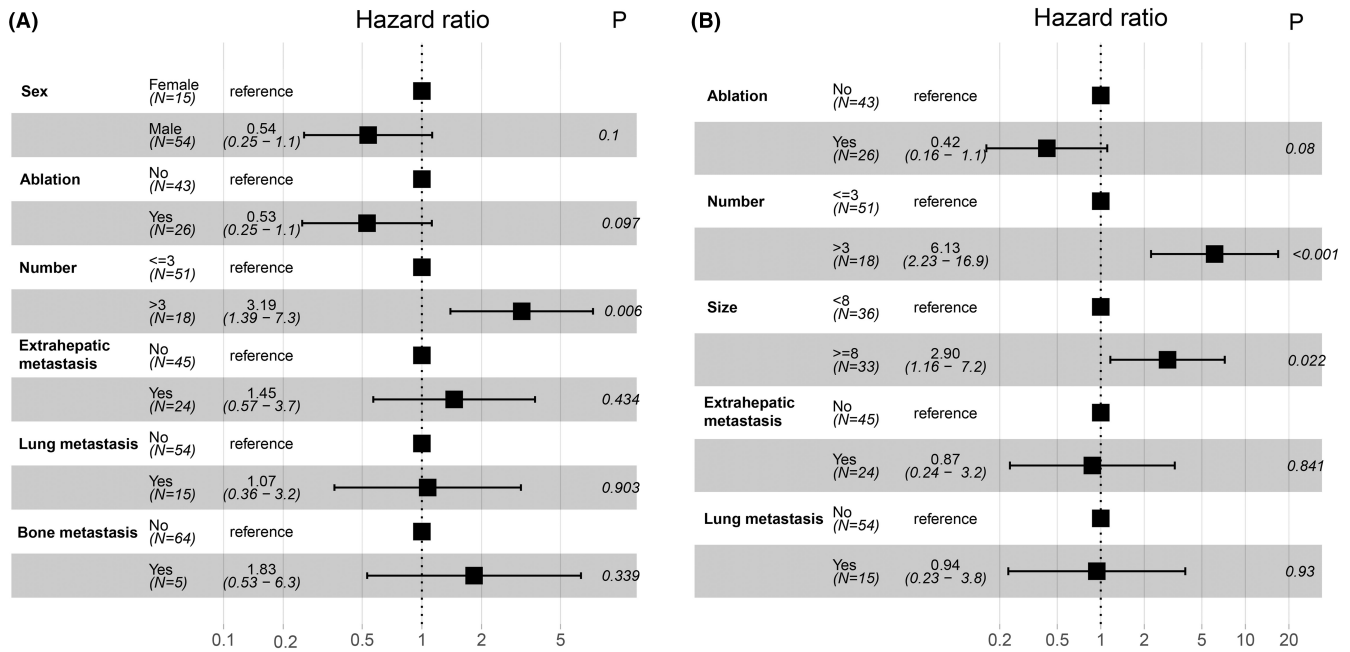 (A)
Hazard ratio
P
Sex
Female
(N=15)
reference
Male
(N=54)
0.54
(0.25 − 1.1)
0.1
Ablation
No
(N=43)
reference
Yes
(N=26)
0.53
(0.25 − 1.1)
0.097
Number
<=3
(N=51)
reference
>3
(N=18)
3.19
(1.39 − 7.3)
0.006
Extrahepatic
metastasis
No
(N=45)
reference
Yes
(N=24)
1.45
(0.57 − 3.7)
0.434
Lung metastasis
No
(N=54)
reference
Yes
(N=15)
1.07
(0.36 − 3.2)
0.903
Bone metastasis
No
(N=64)
reference
Yes
(N=5)
1.83
(0.53 − 6.3)
0.339
0.1 0.2 0.5 1 2 5
(B)
Hazard ratio
P
Ablation
No
(N=43)
reference
Yes
(N=26)
0.42
(0.16 − 1.1)
0.08
Number
<=3
(N=51)
reference
>3
(N=18)
6.13
(2.23 − 16.9)
<0.001
Size
<8
(N=36)
reference
>=8
(N=33)
2.90
(1.16 − 7.2)
0.022
Extrahepatic
metastasis
No
(N=45)
reference
Yes
(N=24)
0.87
(0.24 − 3.2)
0.841
Lung metastasis
No
(N=54)
reference
Yes
(N=15)
0.94
(0.23 − 3.8)
0.93
0.2 0.5 1 2 5 10 20